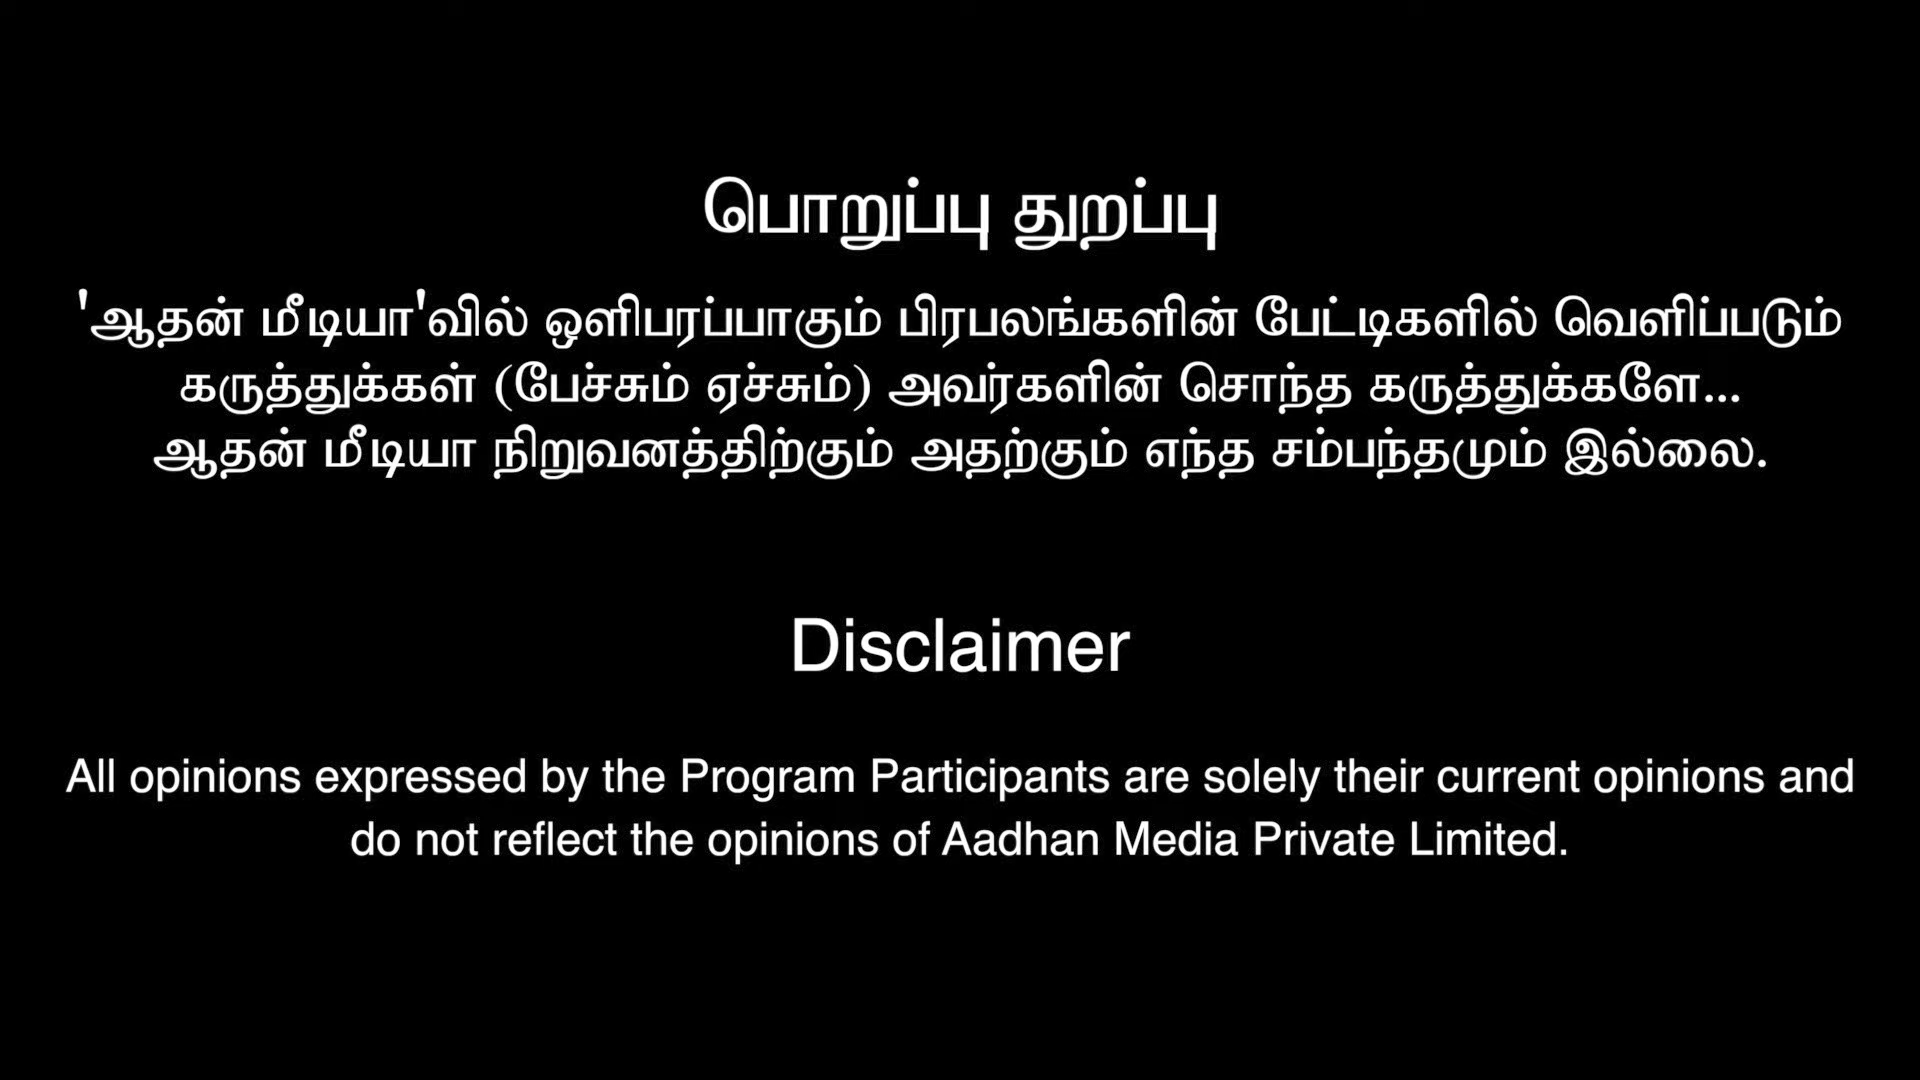 பொறுப்பு துறப்பு
'ஆதன் மீடியா'வில் ஒளிபரப்பாகும் பிரபலங்களின் பேட்டிகளில் வெளிப்படும்
கருத்துக்கள் (பேச்சும் ஏச்சும்) அவர்களின் சொந்த கருத்துக்களே...
ஆதன் மீடியா நிறுவனத்திற்கும் அதற்கும் எந்த சம்பந்தமும் இல்லை.
Disclaimer
All opinions expressed by the Program Participants are solely their current opinions and
do not reflect the opinions of Aadhan Media Private Limited.